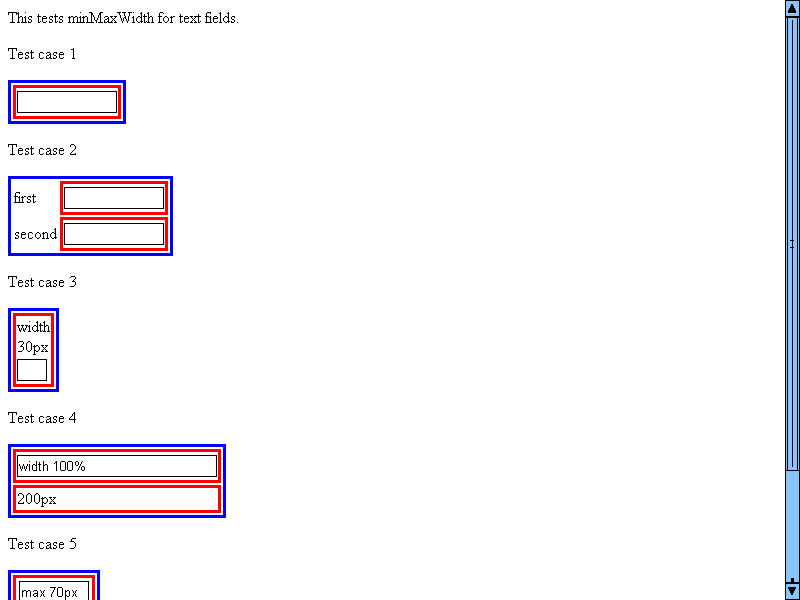 This tests minMaxWidth for text fields.
Test case 1
Test case 2
first
second
Test case 3
width
30px
Test case 4
width 100%
200px
Test case 5
max 70px